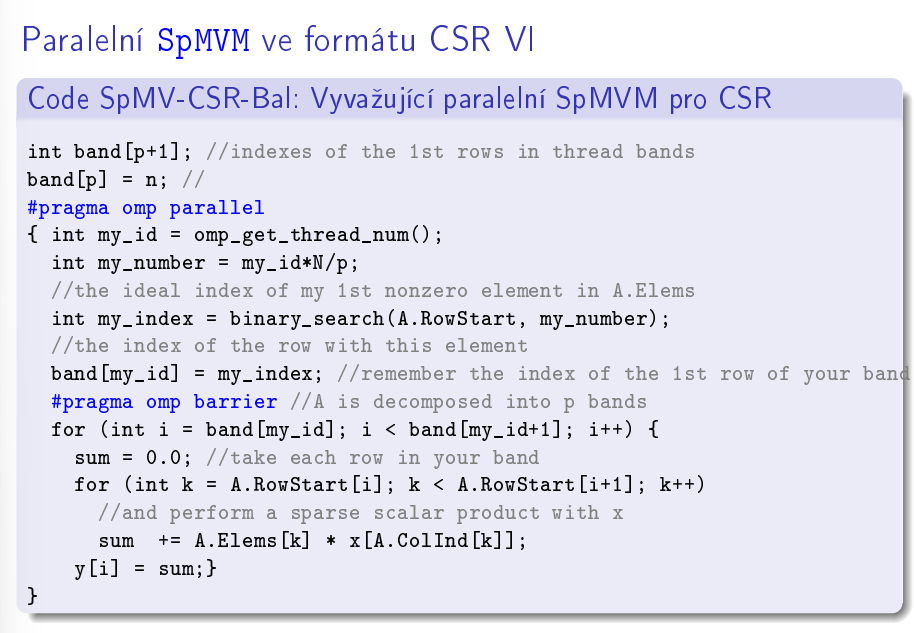 Paralelní SpMVM ve formátu CSR VI
Code SpMV-CSR-Bal: Vyvažující paralelní SpMVM pro CSR
int band[p+1]; //indexes of the 1st rows in thread bands
band[p] = n; //
#pragma omp parallel
{ int my_id = omp_get_thread_num();
  int my_number = my_id*N/p;
  //the ideal index of my 1st nonzero element in A.Elems
  int my_index = binary_search(A.RowStart, my_number);
  //the index of the row with this element
  band[my_id] = my_index; //remember the index of the 1st row of your band
  #pragma omp barrier //A is decomposed into p bands
  for (int i = band[my_id]; i < band[my_id+1]; i++) {
    sum = 0.0; //take each row in your band
    for (int k = A.RowStart[i]; k < A.RowStart[i+1]; k++)
      //and perform a sparse scalar product with x
      sum  += A.Elems[k] * x[A.ColInd[k]];
    y[i] = sum;}
}